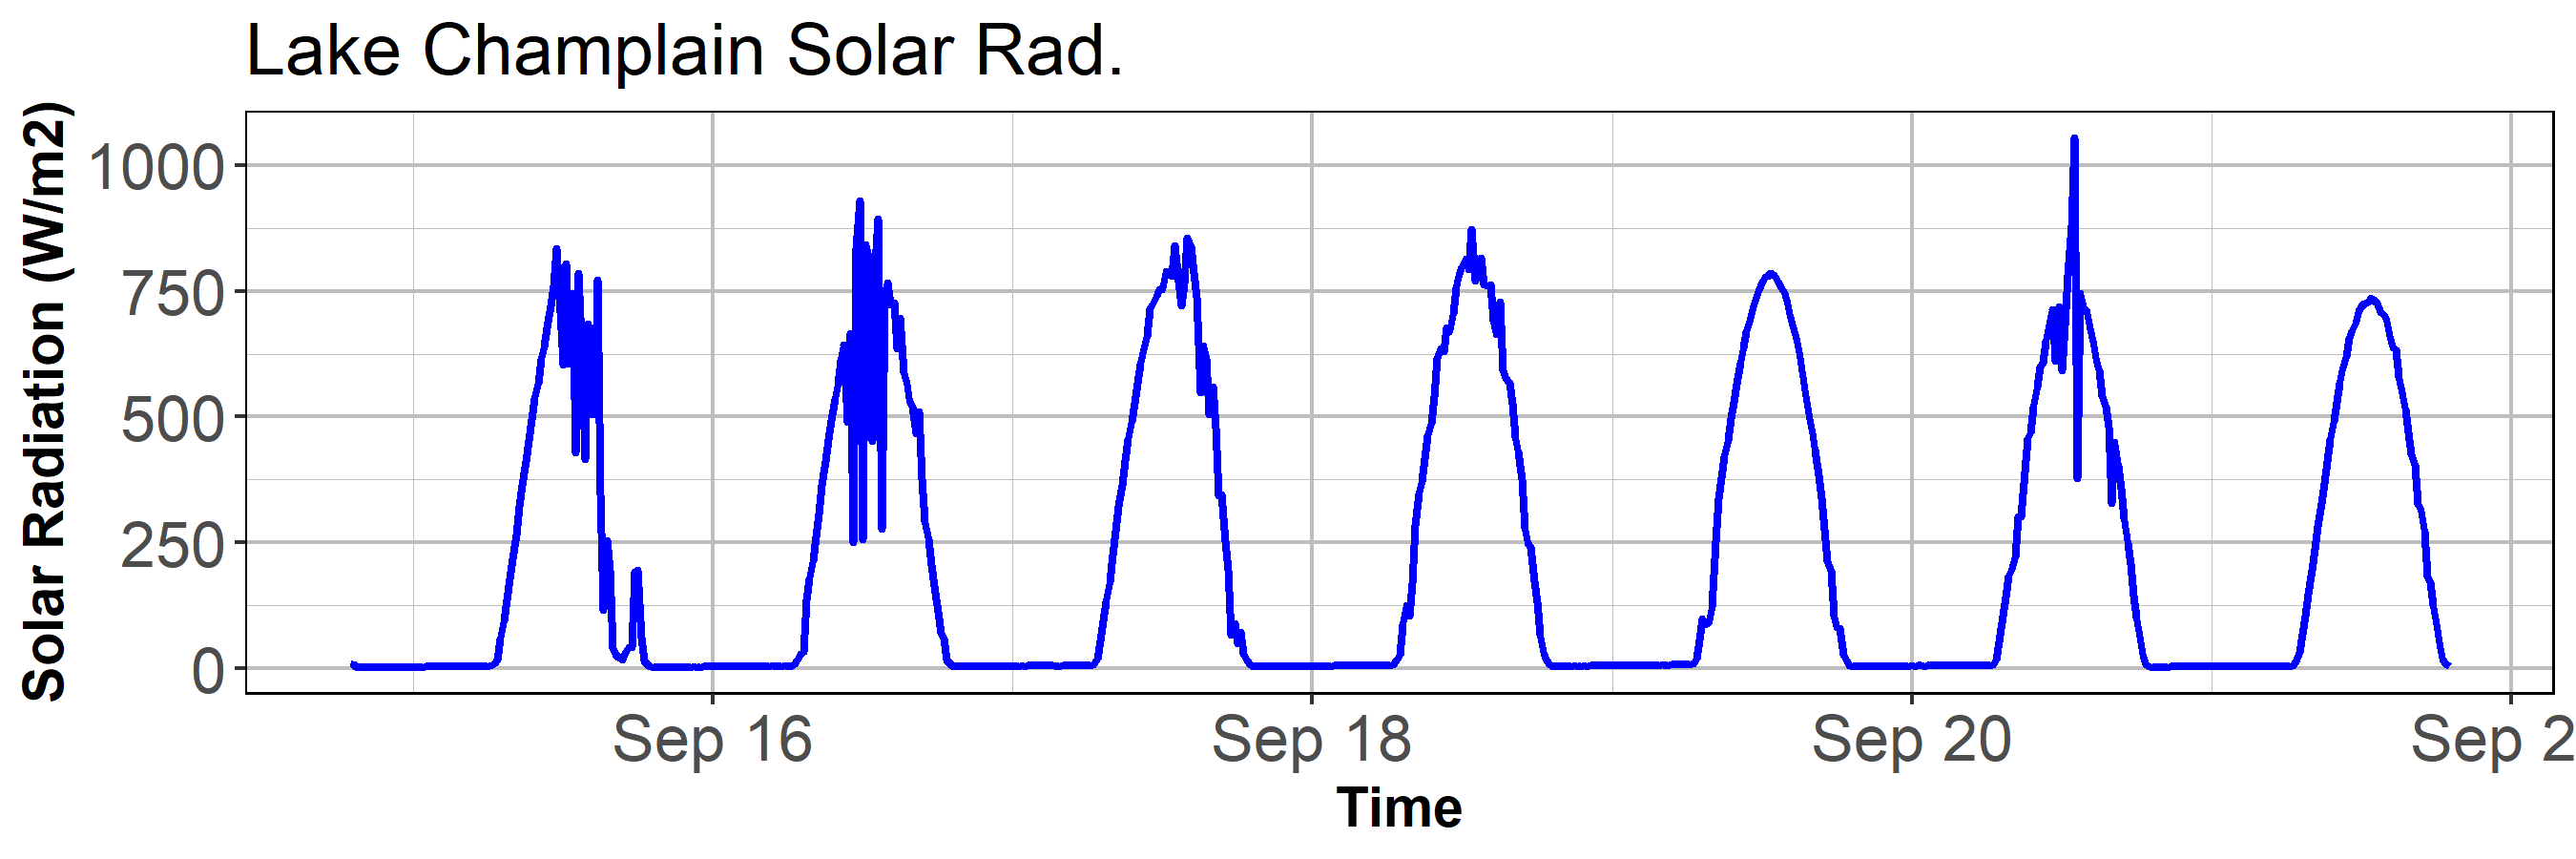 Lake Champlain Solar Rad.
Solar Radiation (W/m2)
1000
750
500
250
0
Sep 16 Sep 18 Sep 20 Sep 2
Time